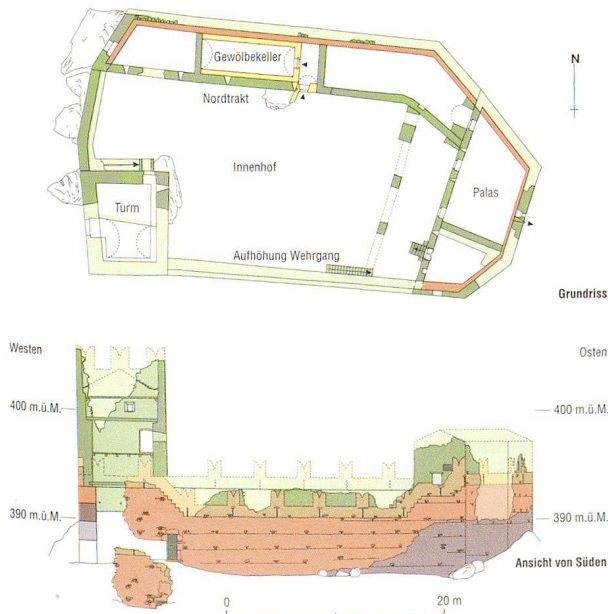 Gewölbekeller
N
Nordtrakt
Innenhof
Palas
Turm
Aufhöhung Wehrgang
Grundriss
Westen
Osten
400 m.ü.M.
400 m.ü.M.
390 m.ü.M.
390 m.ü.M.
Ansicht von Süden
0
20 m